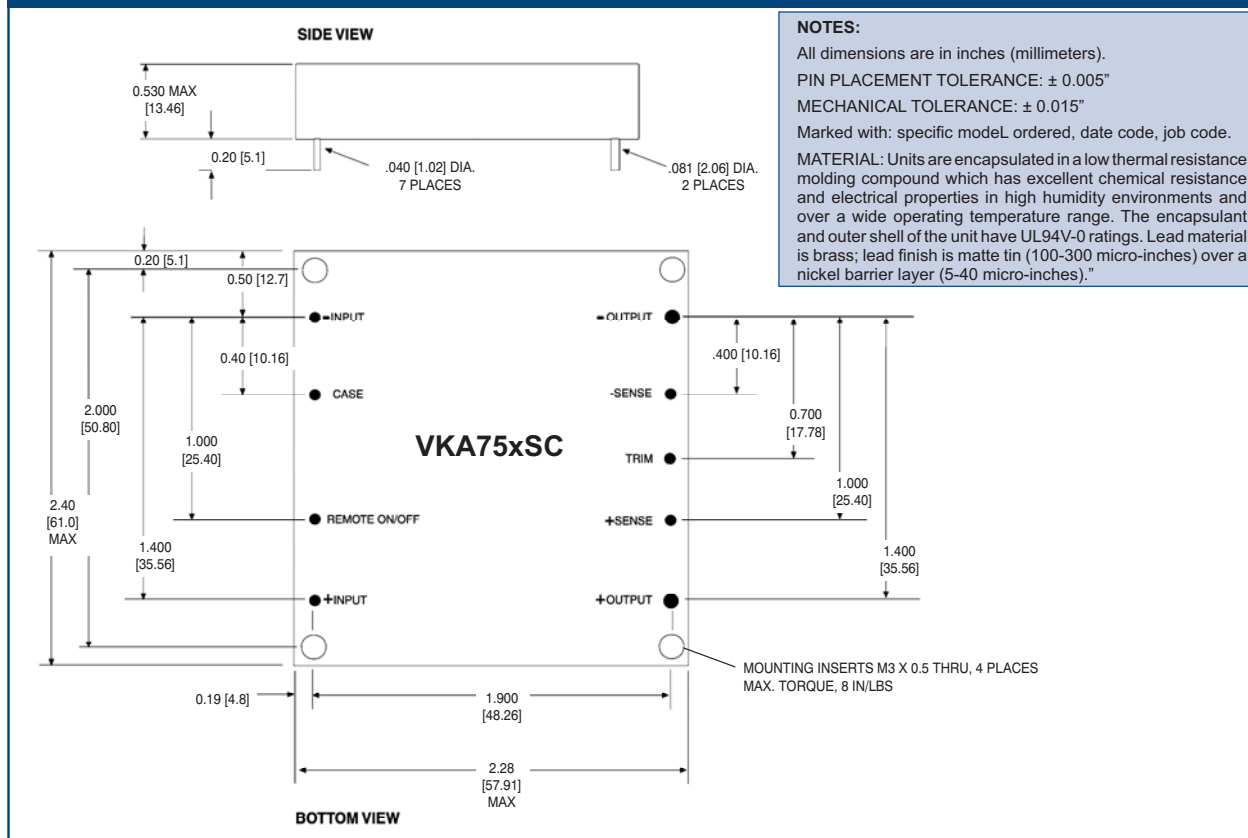 SIDE VIEW
0.530 MAX
[13.46]
0.20 [5.1]
.040 [1.02] DIA.
7 PLACES
.081 [2.06] DIA.
2 PLACES
NOTES:
All dimensions are in inches (millimeters).
PIN PLACEMENT TOLERANCE: ± 0.005”
MECHANICAL TOLERANCE: ± 0.015”
Marked with: specific modeL ordered, date code, job code.
MATERIAL: Units are encapsulated in a low thermal resistance
molding compound which has excellent chemical resistance
and electrical properties in high humidity environments and
over a wide operating temperature range. The encapsulant
and outer shell of the unit have UL94V-0 ratings. Lead material
is brass; lead finish is matte tin (100-300 micro-inches) over a
nickel barrier layer (5-40 micro-inches).”
0.20 [5.1]
0.50 [12.7]
-INPUT
-OUTPUT
0.40 [10.16]
.400 [10.16]
CASE
-SENSE
2.000
[50.80]
0.700
[17.78]
1.000
[25.40]
VKA75xSC
TRIM
1.000
[25.40]
2.40
[61.0]
MAX
REMOTE ON/OFF
+SENSE
1.400
[35.56]
1.400
[35.56]
+INPUT
+OUTPUT
MOUNTING INSERTS M3 X 0.5 THRU, 4 PLACES
MAX. TORQUE, 8 IN/LBS
0.19 [4.8]
1.900
[48.26]
2.28
[57.91]
MAX
BOTTOM VIEW